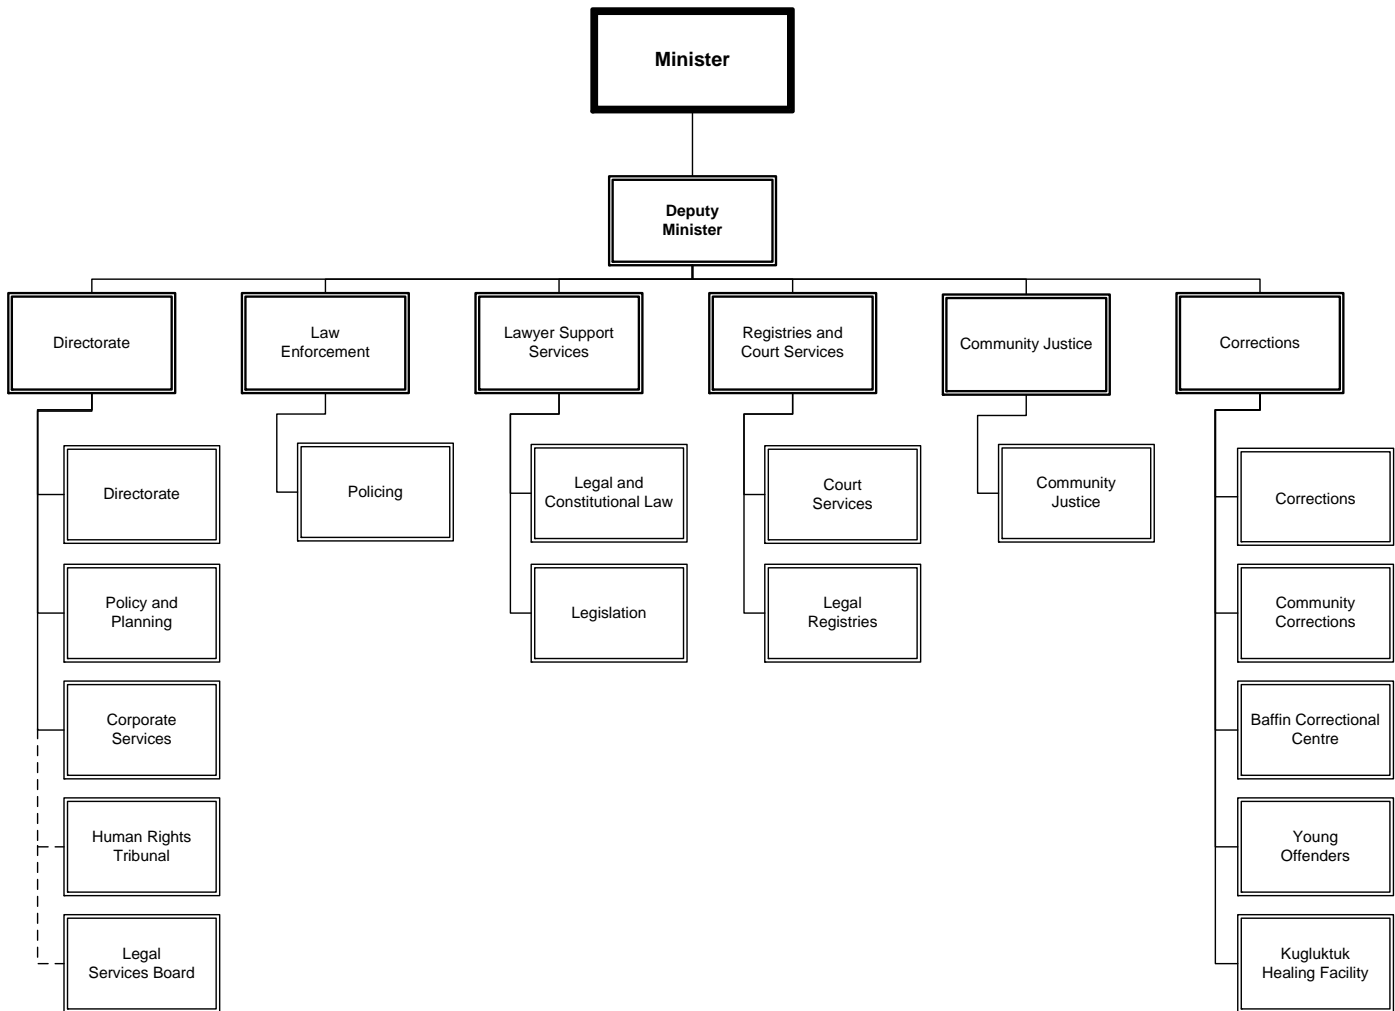 Minister
Deputy
Minister
Directorate
Law
Enforcement
Lawyer Support
Services
Registries and
Court Services
Community Justice
Corrections
Directorate
Policy and
Planning
Corporate
Services
Human Rights
Tribunal
Legal
Services Board
Policing
Legal and
Constitutional Law
Legislation
Court
Services
Legal
Registries
Community
Justice
Corrections
Community
Corrections
Baffin Correctional
Centre
Young
Offenders
Kugluktuk
Healing Facility